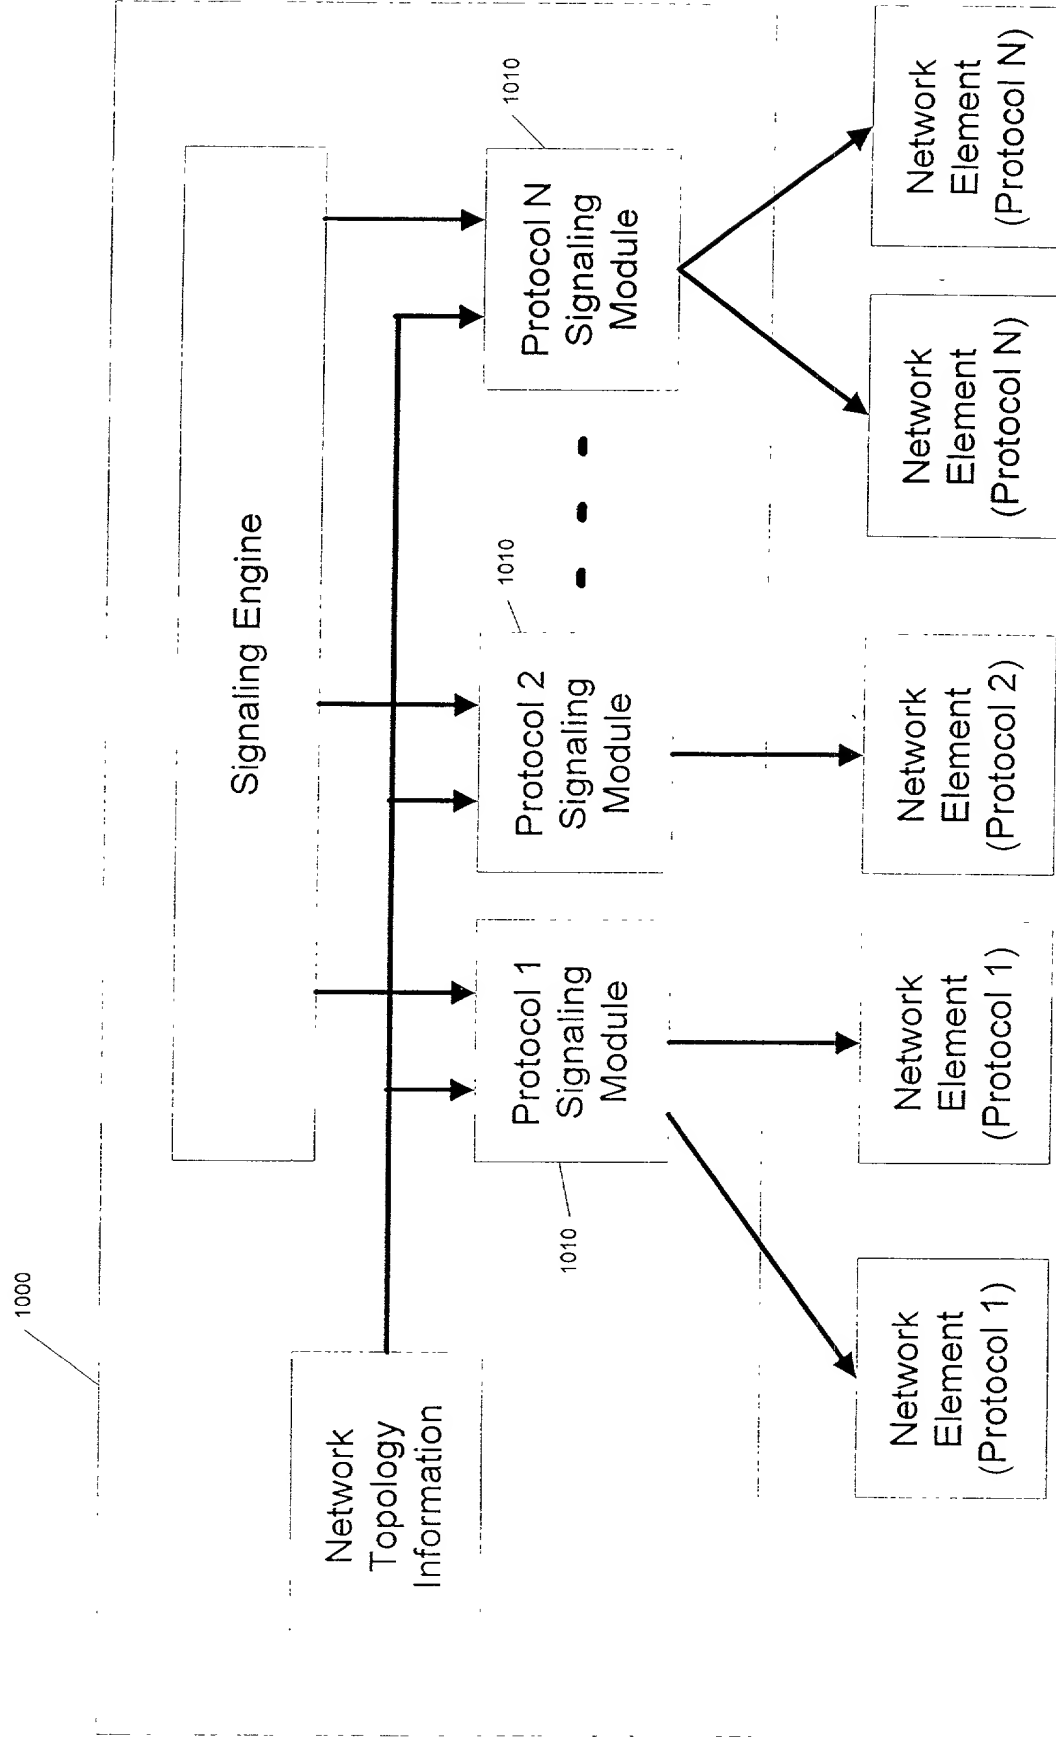 1000
Signaling Engine
Network
Topology
Information
1010
Protocol 1
Signaling
Module
1010
Protocol 2
Signaling
Module
1010
Protocol N
Signaling
Module
Network
Element
(Protocol 1)
Network
Element
(Protocol 1)
Network
Element
(Protocol 2)
Network
Element
(Protocol N)
Network
Element
(Protocol N)